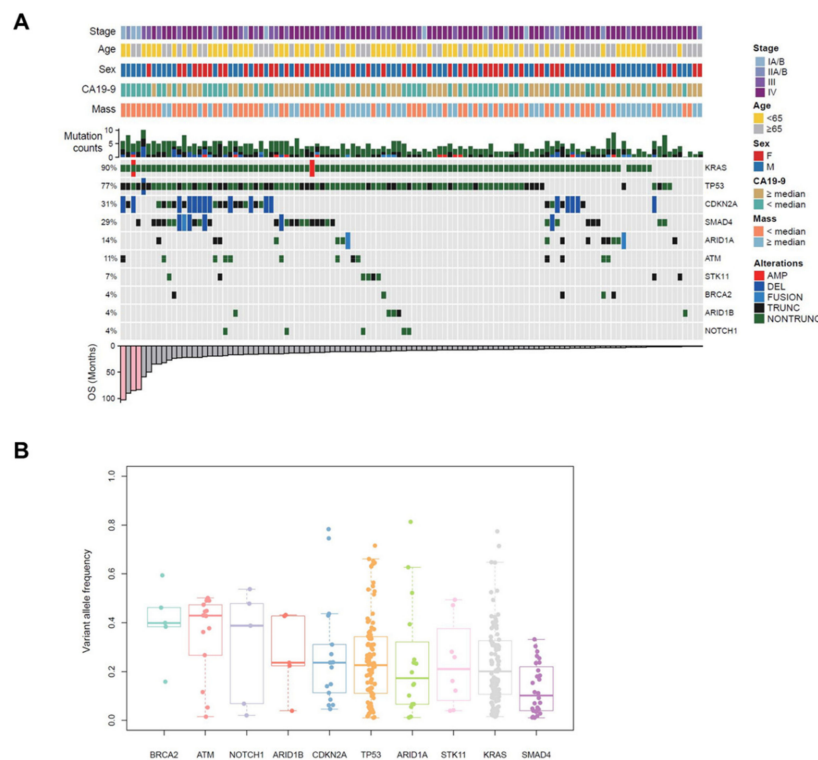 A
Stage
Age
Sex
CA19-9
Mass
Mutation
counts
10
5
0
90% KRAS
77% TP53
31% CDKN2A
29% SMAD4
14% ARID1A
11% ATM
7% STK11
4% BRCA2
4% ARID1B
4% NOTCH1
OS (Months)
0
50
100
Stage
IA/B
IIA/B
III
IV
Age
<65
≥65
Sex
F
M
CA19-9
≥ median
< median
Mass
< median
≥ median
Alterations
AMP
DEL
FUSION
TRUNC
NONTRUNC
B
Variant allele frequency
1.0
0.8
0.6
0.4
0.2
0.0
BRCA2 ATM NOTCH1 ARID1B CDKN2A TP53 ARID1A STK11 KRAS SMAD4